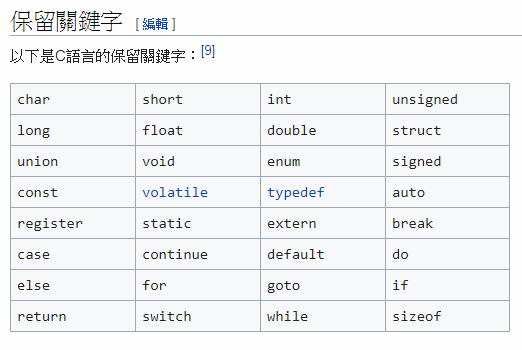 保留關鍵字 [編輯]
以下是C語言的保留關鍵字：[9]
char short int unsigned
long float double struct
union void enum signed
const volatile typedef auto
register static extern break
case continue default do
else for goto if
return switch while sizeof